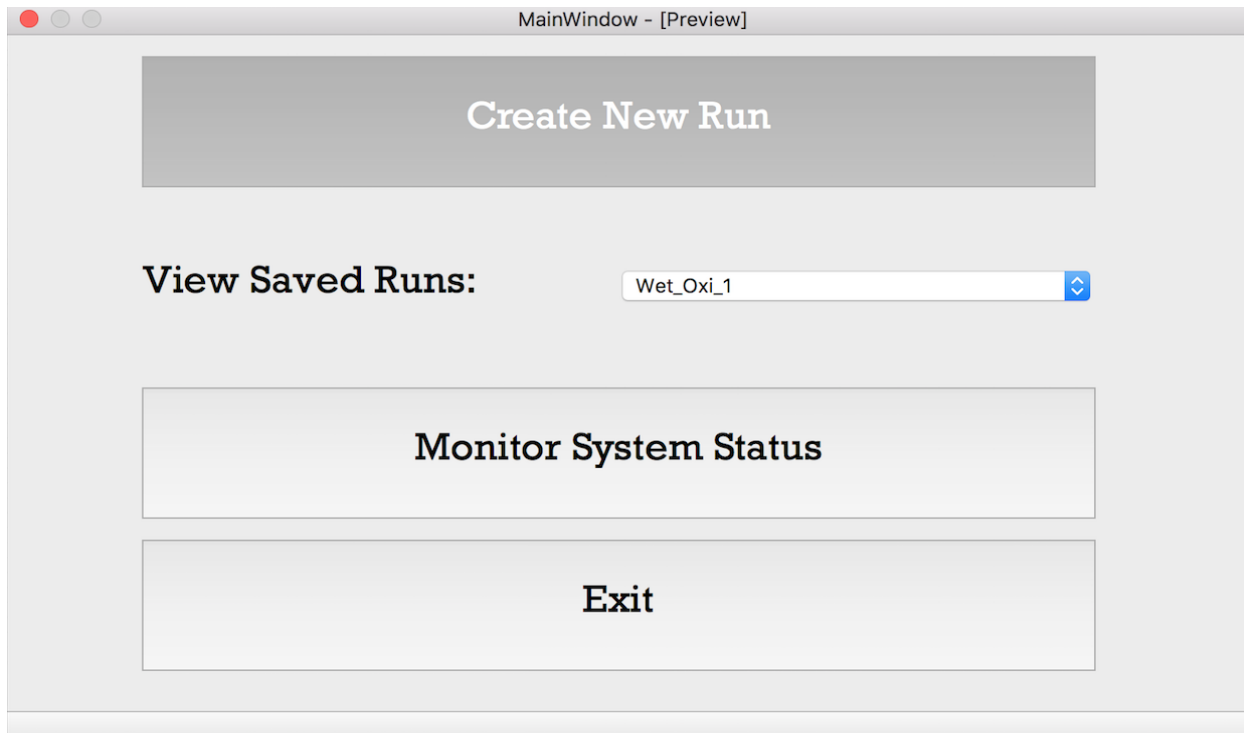 MainWindow - [Preview]
Create New Run
View Saved Runs:
Wet_Oxi_1
Monitor System Status
Exit